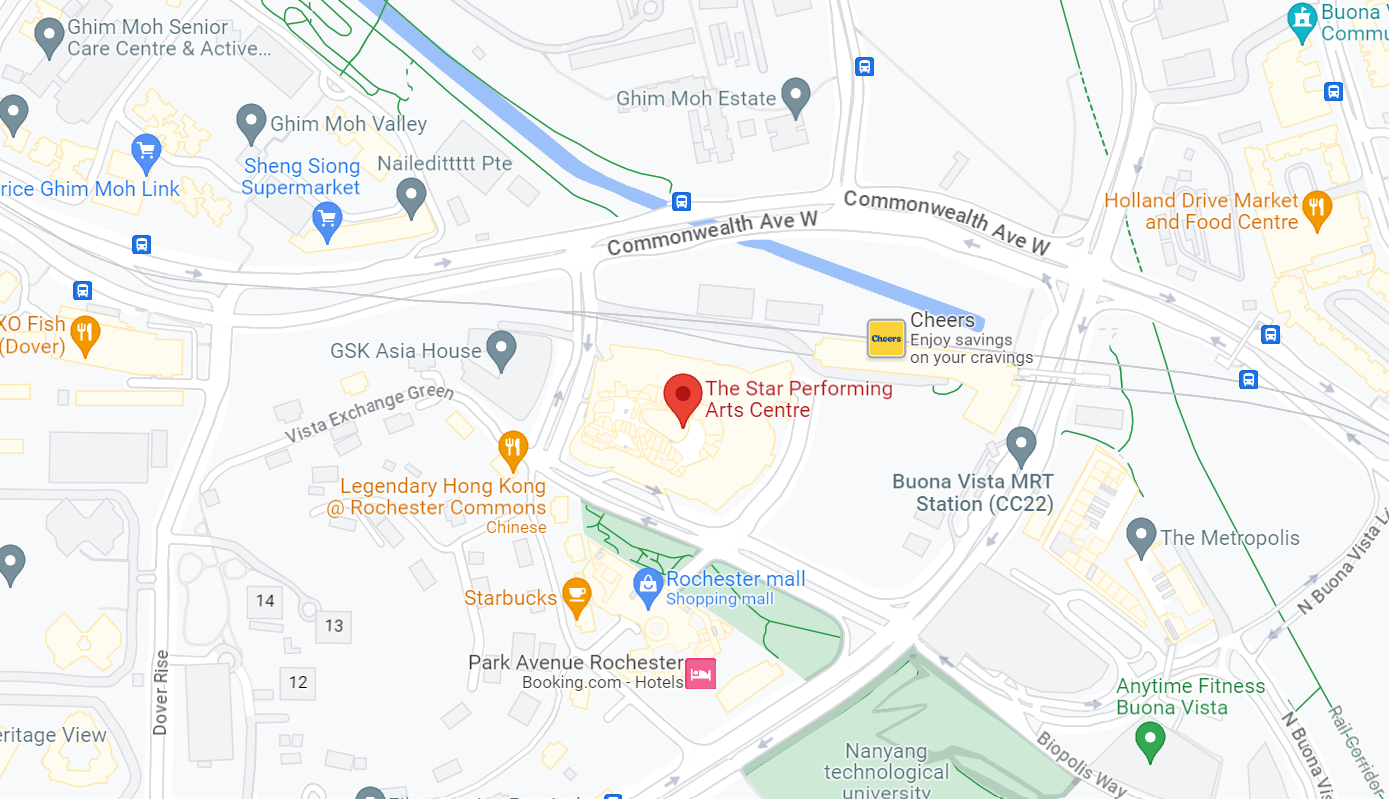 Ghim Moh Senior
Care Centre & Active...
Buona
Commu
Ghim Moh Estate
Ghim Moh Valley
Sheng Siong
Supermarket
Nailedittttt Pte
rice Ghim Moh Link
Commonwealth Ave W
Commonwealth Ave W
Holland Drive Market
and Food Centre
XO Fish
(Dover)
GSK Asia House
Cheers
Cheers
Enjoy savings
on your cravings
The Star Performing
Arts Centre
Vista Exchange Green
Legendary Hong Kong
@ Rochester Commons
Chinese
Buona Vista MRT
Station (CC22)
The Metropolis
N Buona Vista
Rochester mall
Shopping mall
Starbucks
14
13
12
Park Avenue Rochester
Booking.com - Hotels
Dover Rise
Anytime Fitness
Buona Vista
eritage View
N Buona Vis
Rail Corridor
Biopolis Way
Nanyang
technological
university